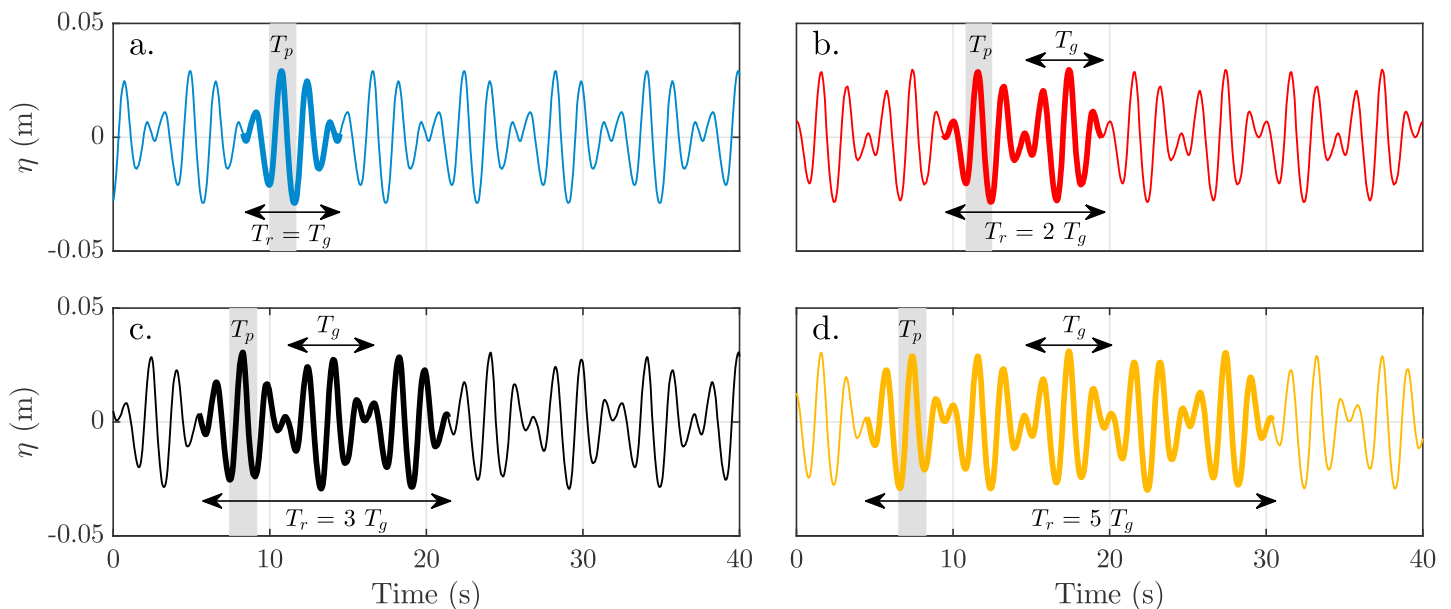 0.05
a.
T_p
b.
T_p
T_g
η (m)
0
T_r = T_g
T_r = 2 T_g
-0.05
0.05
c.
T_p
T_g
d.
T_p
T_g
η (m)
0
T_r = 3 T_g
T_r = 5 T_g
-0.05
0 10 20 30 40
0 10 20 30 40
Time (s)
Time (s)